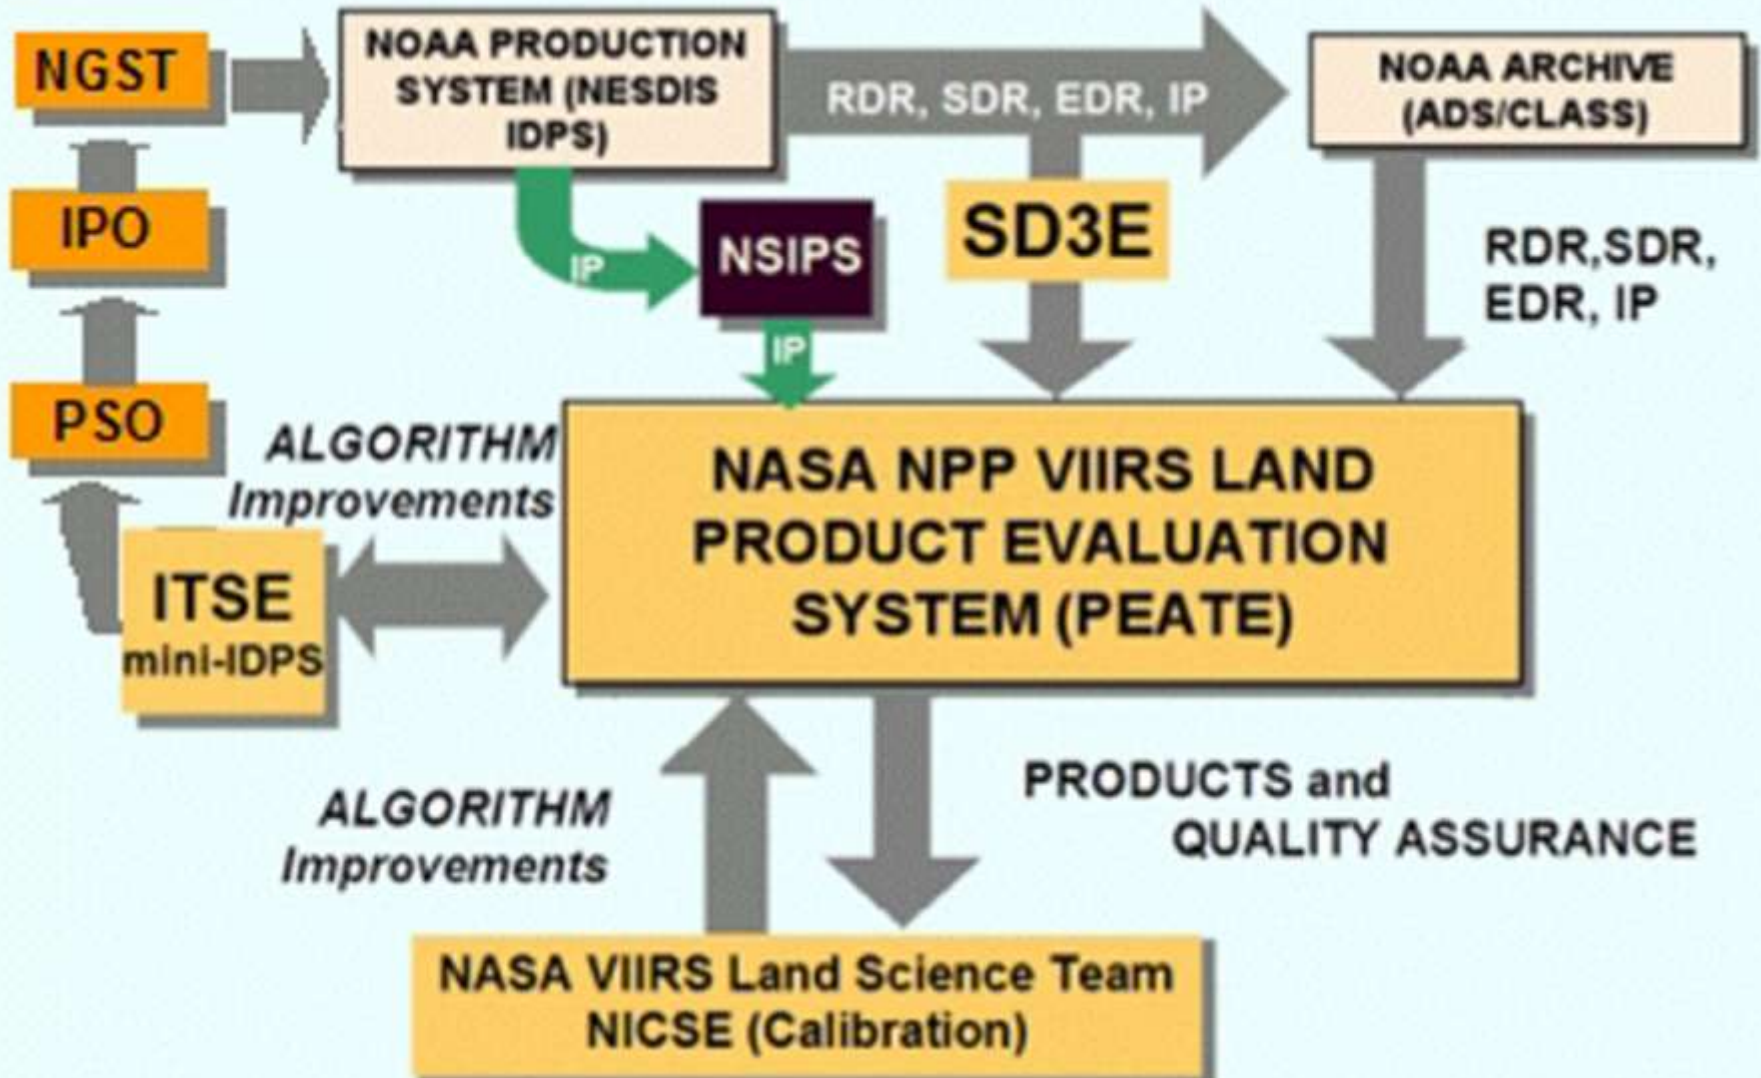 NGST
NOAA PRODUCTION
SYSTEM (NESDIS
IDPS)
RDR, SDR, EDR, IP
NOAA ARCHIVE
(ADS/CLASS)
IPO
IP
NSIPS
SD3E
RDR,SDR,
EDR, IP
IP
PSO
ALGORITHM
Improvements
NASA NPP VIIRS LAND
PRODUCT EVALUATION
SYSTEM (PEATE)
ITSE
mini-IDPS
ALGORITHM
Improvements
PRODUCTS and
QUALITY ASSURANCE
NASA VIIRS Land Science Team
NICSE (Calibration)